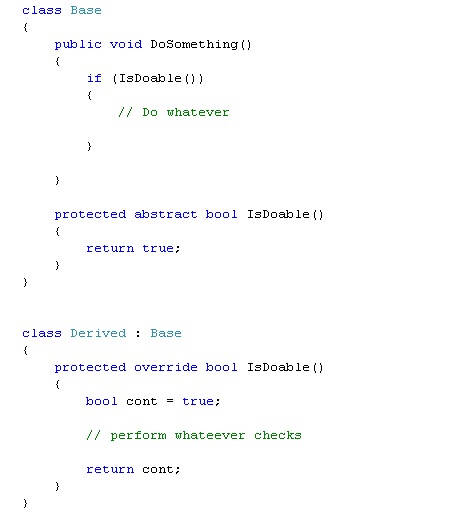 class Base
{
    public void DoSomething()
    {
        if (IsDoable())
        {
            // Do whatever
        }
    }
    protected abstract bool IsDoable()
    {
        return true;
    }
}
class Derived : Base
{
    protected override bool IsDoable()
    {
        bool cont = true;
        // perform whateever checks
        return cont;
    }
}